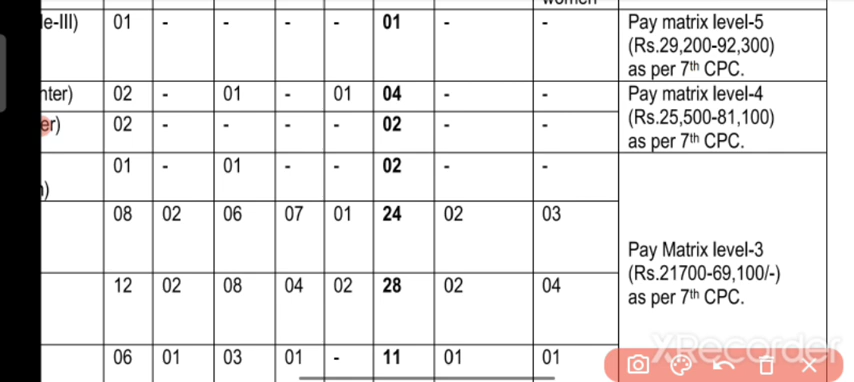 women
le-III) 01 - - - - 01 - - Pay matrix level-5
(Rs.29,200-92,300)
as per 7th CPC.
nter) 02 - 01 - 01 04 - - Pay matrix level-4
(Rs.25,500-81,100)
er) 02 - - - - 02 - -
as per 7th CPC.
01 - 01 - - 02 - -
)
08 02 06 07 01 24 02 03
Pay Matrix level-3
(Rs.21700-69,100/-)
12 02 08 04 02 28 02 04
as per 7th CPC.
06 01 03 01 - 11 01 01
XRecorder